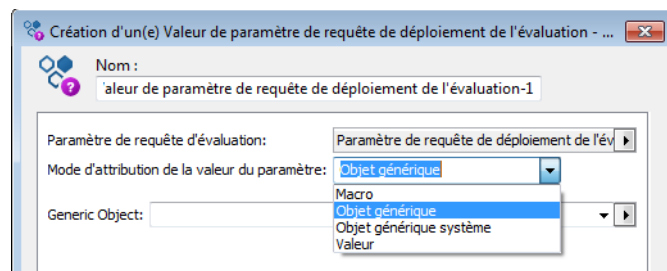 Création d'un(e) Valeur de paramètre de requête de déploiement de l'évaluation - ...
Nom :
'aleur de paramètre de requête de déploiement de l'évaluation-1
Paramètre de requête d'évaluation: Paramètre de requête de déploiement de l'év
Mode d'attribution de la valeur du paramètre: Objet générique
Macro
Objet générique
Generic Object:
Objet générique système
Valeur